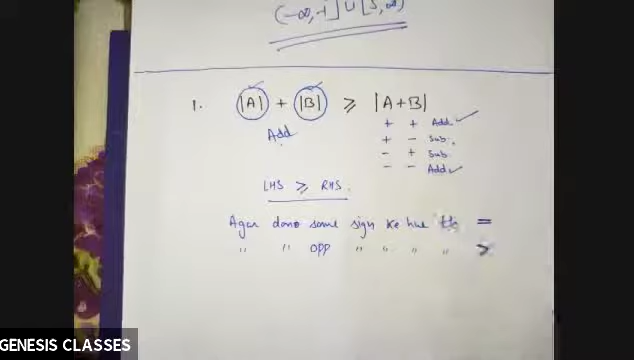 (-∞, -1] ∪ [5, ∞)
1. |A| + |B| ≥ |A+B|
Add
+ + Add ✓
+ - Sub.
- + Sub.
- - Add ✓
LHS ≥ RHS.
Agar dono same sign ke hue to =
" " opp " " " " >
GENESIS CLASSES